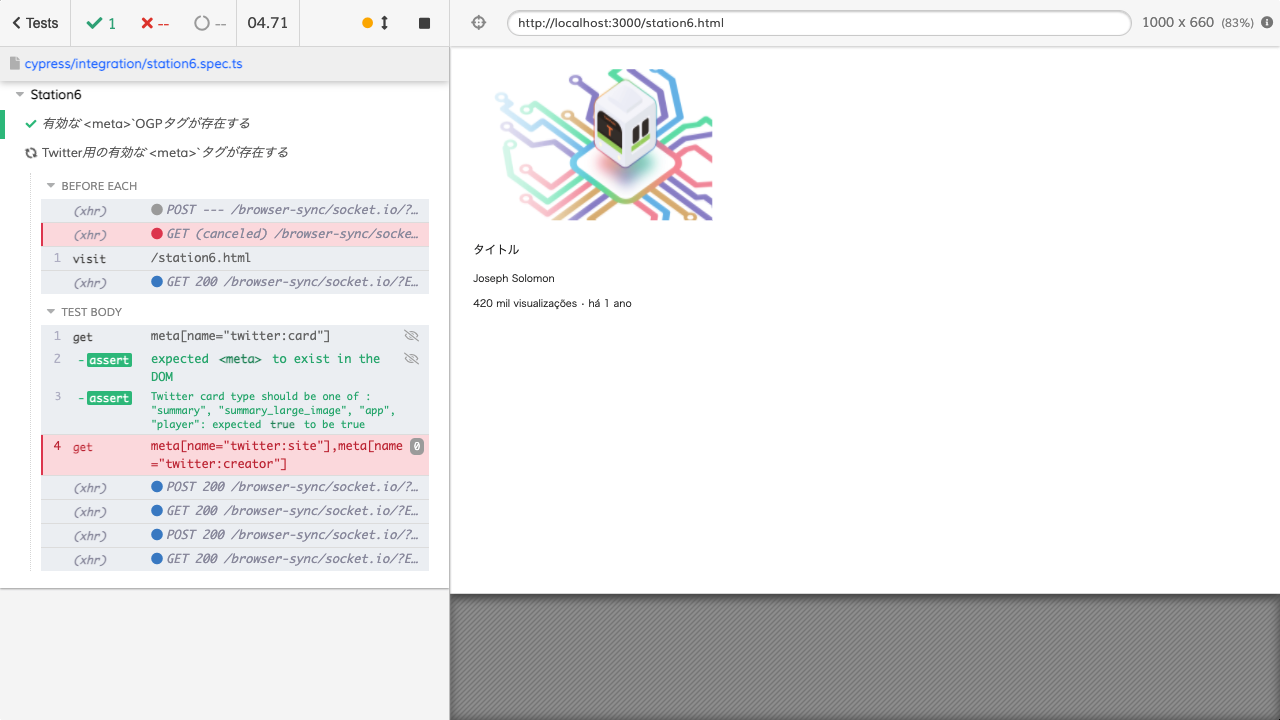 Tests 1 -- -- 04.71
http://localhost:3000/station6.html 1000 x 660 (83%)
cypress/integration/station6.spec.ts
Station6
有効な`<meta>`OGPタグが存在する
Twitter用の有効な`<meta>`タグが存在する
BEFORE EACH
(xhr) POST --- /browser-sync/socket.io/?…
(xhr) GET (canceled) /browser-sync/socke…
1 visit /station6.html
(xhr) GET 200 /browser-sync/socket.io/?E…
TEST BODY
1 get meta[name="twitter:card"]
2 -assert expected <meta> to exist in the
DOM
3 -assert Twitter card type should be one of :
"summary", "summary_large_image", "app",
"player": expected true to be true
4 get meta[name="twitter:site"],meta[name 0
="twitter:creator"]
(xhr) POST 200 /browser-sync/socket.io/?…
(xhr) GET 200 /browser-sync/socket.io/?E…
(xhr) POST 200 /browser-sync/socket.io/?…
(xhr) GET 200 /browser-sync/socket.io/?E…
タイトル
Joseph Solomon
420 mil visualizações · há 1 ano